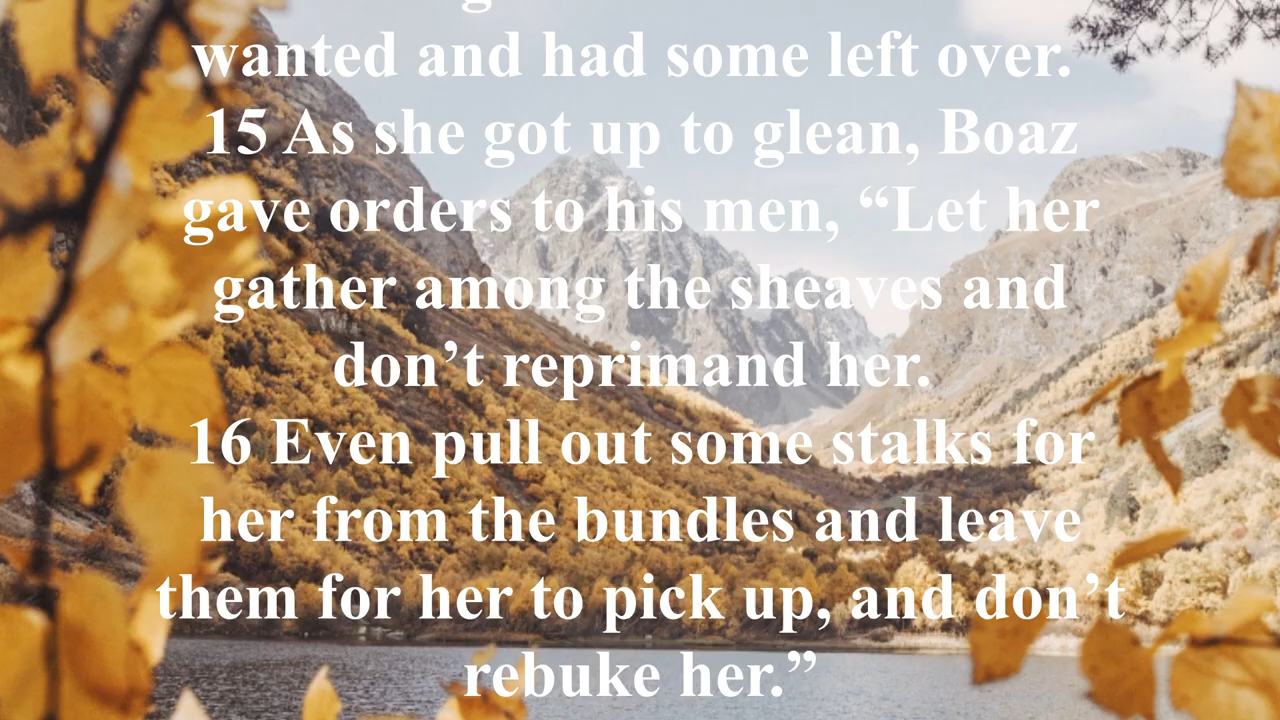 wanted and had some left over.
15 As she got up to glean, Boaz
gave orders to his men, “Let her
gather among the sheaves and
don’t reprimand her.
16 Even pull out some stalks for
her from the bundles and leave
them for her to pick up, and don’t
rebuke her.”